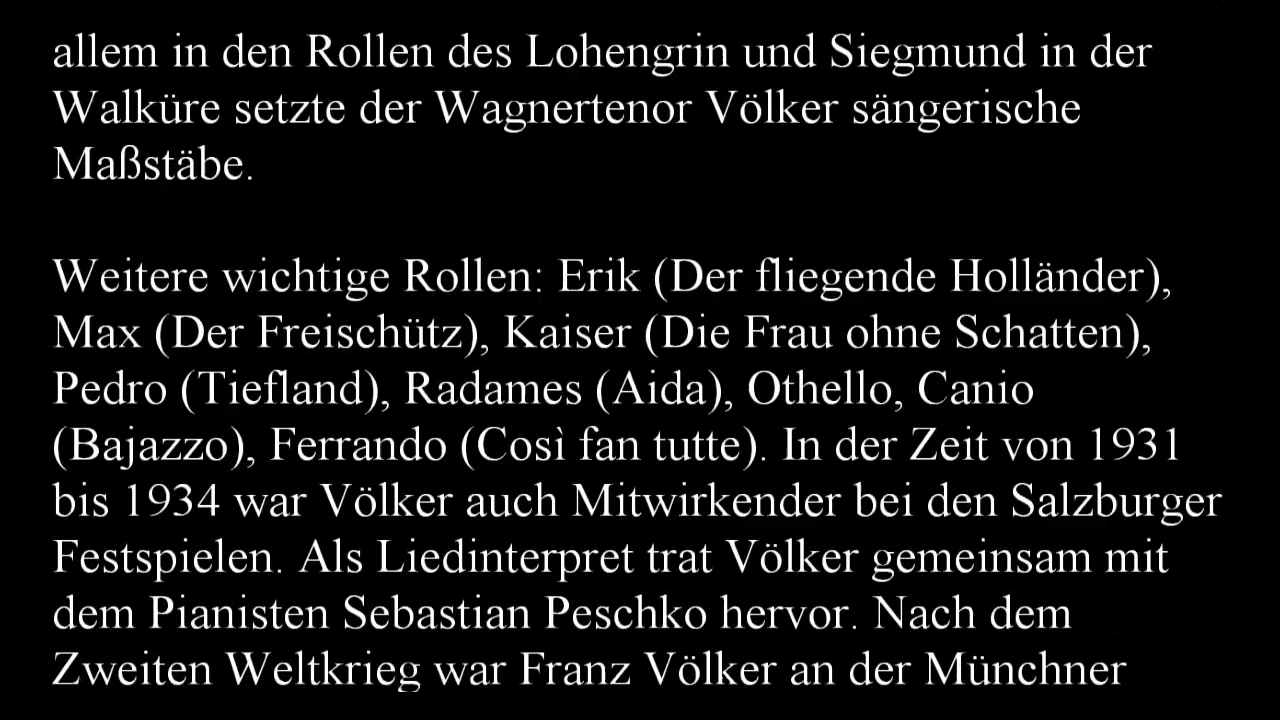 allem in den Rollen des Lohengrin und Siegmund in der
Walküre setzte der Wagnertenor Völker sängerische
Maßstäbe.
Weitere wichtige Rollen: Erik (Der fliegende Holländer),
Max (Der Freischütz), Kaiser (Die Frau ohne Schatten),
Pedro (Tiefland), Radames (Aida), Othello, Canio
(Bajazzo), Ferrando (Così fan tutte). In der Zeit von 1931
bis 1934 war Völker auch Mitwirkender bei den Salzburger
Festspielen. Als Liedinterpret trat Völker gemeinsam mit
dem Pianisten Sebastian Peschko hervor. Nach dem
Zweiten Weltkrieg war Franz Völker an der Münchner